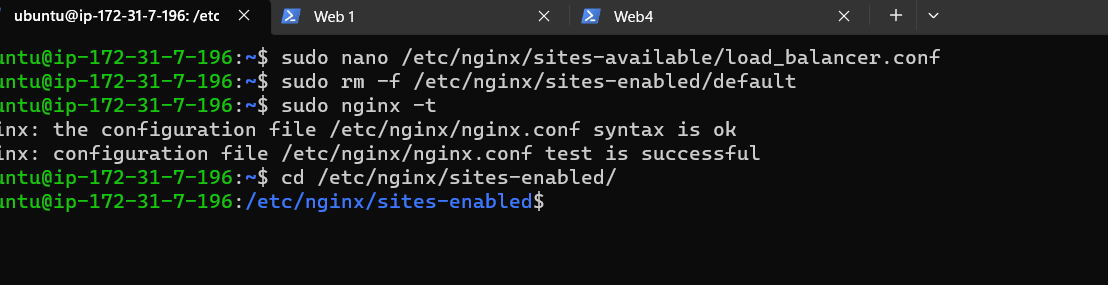 ubuntu@ip-172-31-7-196: /etc
Web 1
Web4
untu@ip-172-31-7-196:~$ sudo nano /etc/nginx/sites-available/load_balancer.conf
untu@ip-172-31-7-196:~$ sudo rm -f /etc/nginx/sites-enabled/default
untu@ip-172-31-7-196:~$ sudo nginx -t
inx: the configuration file /etc/nginx/nginx.conf syntax is ok
inx: configuration file /etc/nginx/nginx.conf test is successful
untu@ip-172-31-7-196:~$ cd /etc/nginx/sites-enabled/
untu@ip-172-31-7-196:/etc/nginx/sites-enabled$